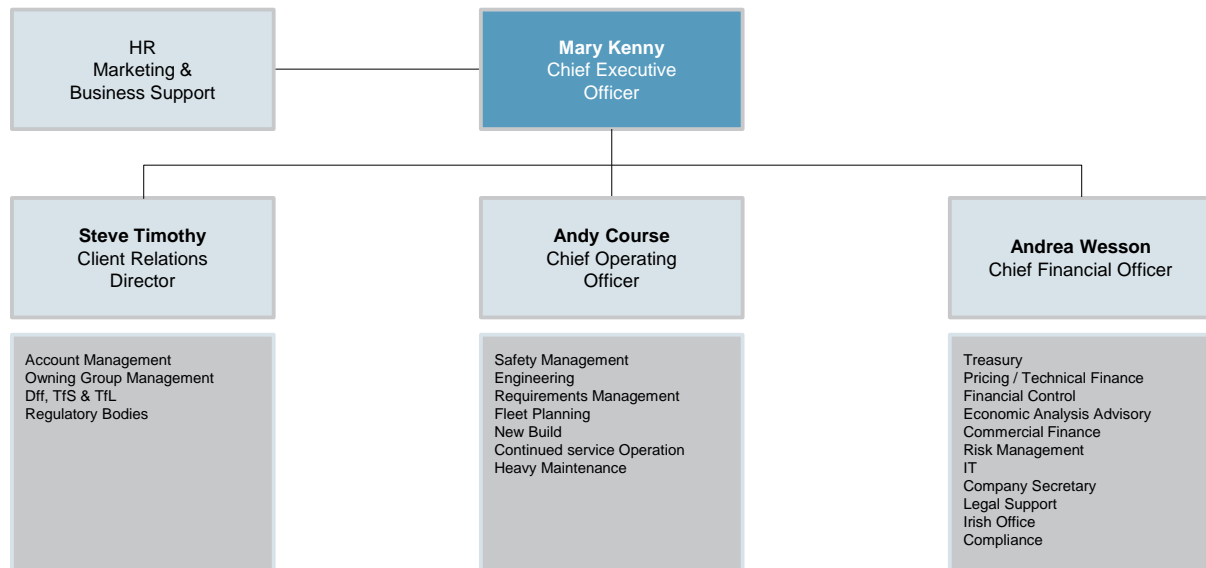 HR
Marketing &
Business Support
Mary Kenny
Chief Executive
Officer
Steve Timothy
Client Relations
Director
Andy Course
Chief Operating
Officer
Andrea Wesson
Chief Financial Officer
Account Management
Owning Group Management
Dff, TfS & TfL
Regulatory Bodies
Safety Management
Engineering
Requirements Management
Fleet Planning
New Build
Continued service Operation
Heavy Maintenance
Treasury
Pricing / Technical Finance
Financial Control
Economic Analysis Advisory
Commercial Finance
Risk Management
IT
Company Secretary
Legal Support
Irish Office
Compliance